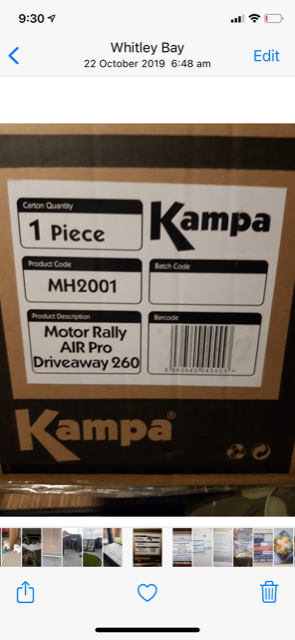 9:30
Whitley Bay
22 October 2019 6:48 am
Edit
Carton Quantity
1 Piece
Kampa
Product Code
MH2001
Batch Code
Product Description
Motor Rally
AIR Pro
Driveaway 260
Barcode
Kampa®